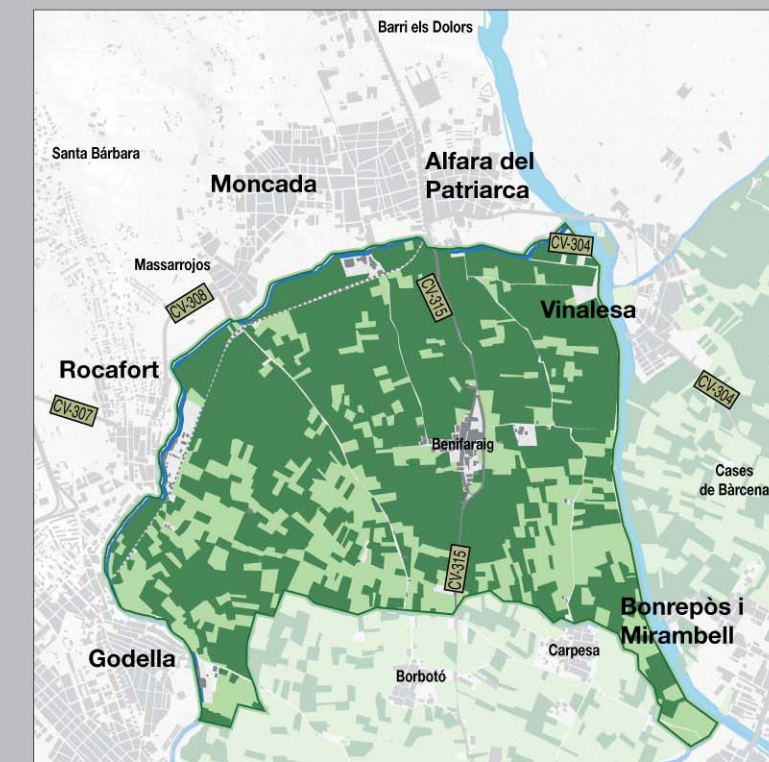 Barri els Dolors
Santa Bárbara
Moncada
Alfara del
Patriarca
CV-304
Massarrojos
CV-308
CV-315
Vinalesa
Rocafort
CV-307
CV-304
Benifaraig
Cases
de Bàrcena
CV-315
Bonrepòs i
Mirambell
Godella
Carpesa
Borbotó